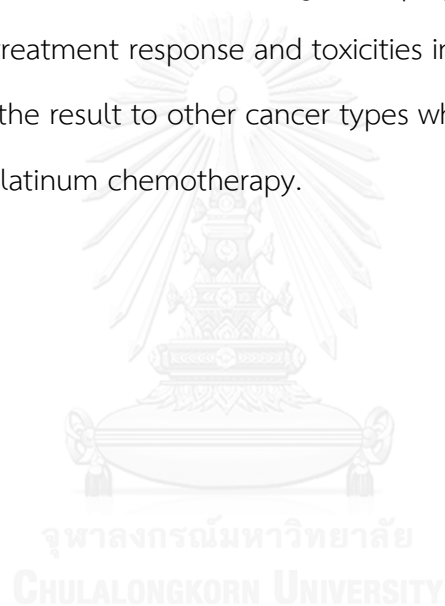 treatment response and toxicities in
the result to other cancer types wh
latinum chemotherapy.
จุฬาลงกรณ์มหาวิทยาลัย
CHULALONGKORN UNIVERSITY